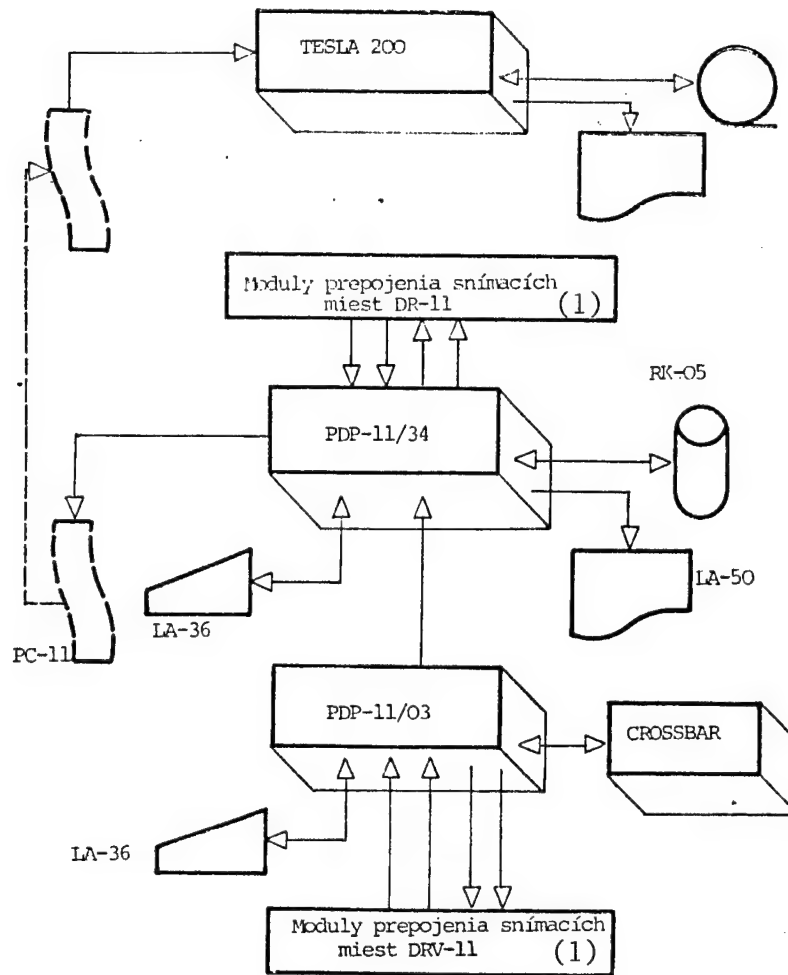 TESLA 200
Moduly prepojenia snímacích
miest DR-11 (1)
RK-05
PDP-11/34
LA-50
LA-36
PC-11
PDP-11/03
CROSSBAR
LA-36
Moduly prepojenia snímacích
miest DRV-11 (1)